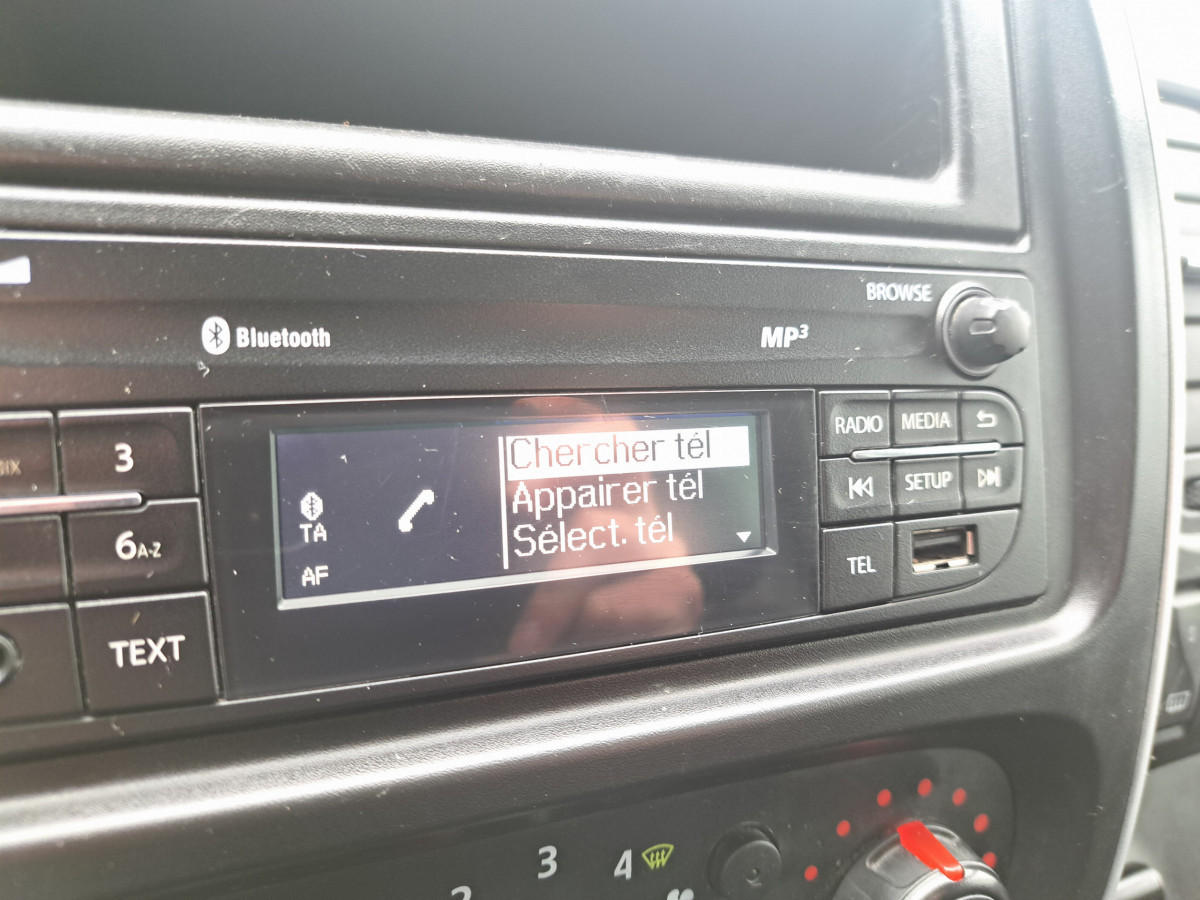 BROWSE
Bluetooth
MP3
RADIO
MEDIA
3
Chercher tél
Appairer tél
SETUP
TA
Sélect. tél
6A-Z
AF
TEL
TEXT
3
4